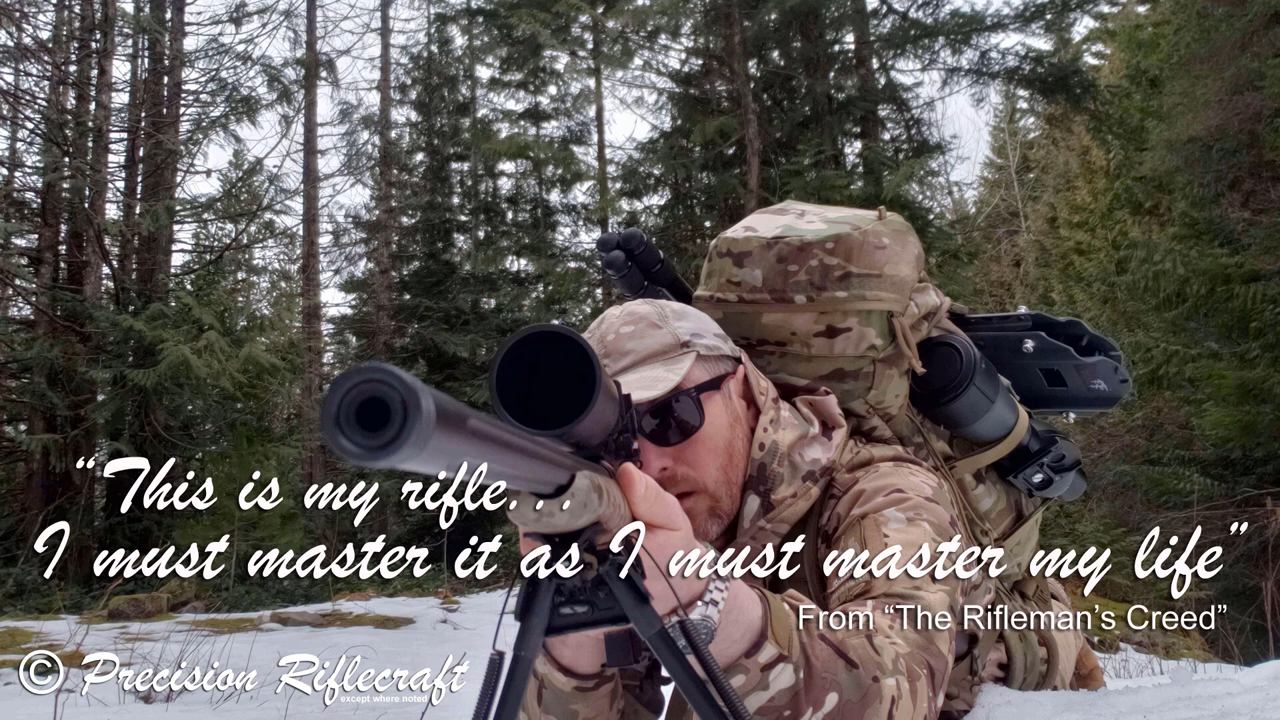 “This is my rifle...
I must master it as I must master my life”
From “The Rifleman’s Creed”
© Precision Riflecraft
except where noted